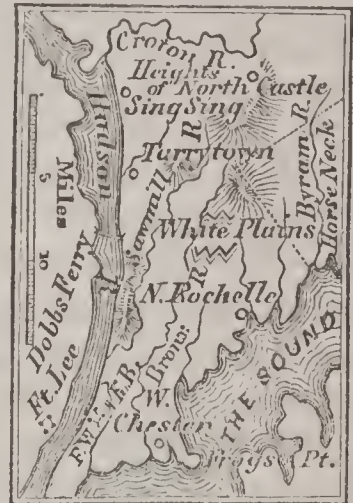 Croton R.
Heights
of North Castle
Sing Sing
Hudson
R
Tarrytown
Miles
5
10
Sawmill R
Byram R.
Horse Neck
White Plains
Dobbs Ferry
N. Rochelle
Ft. Lee
Bronx R
THE SOUND
W.
Chester
Frogs Pt.